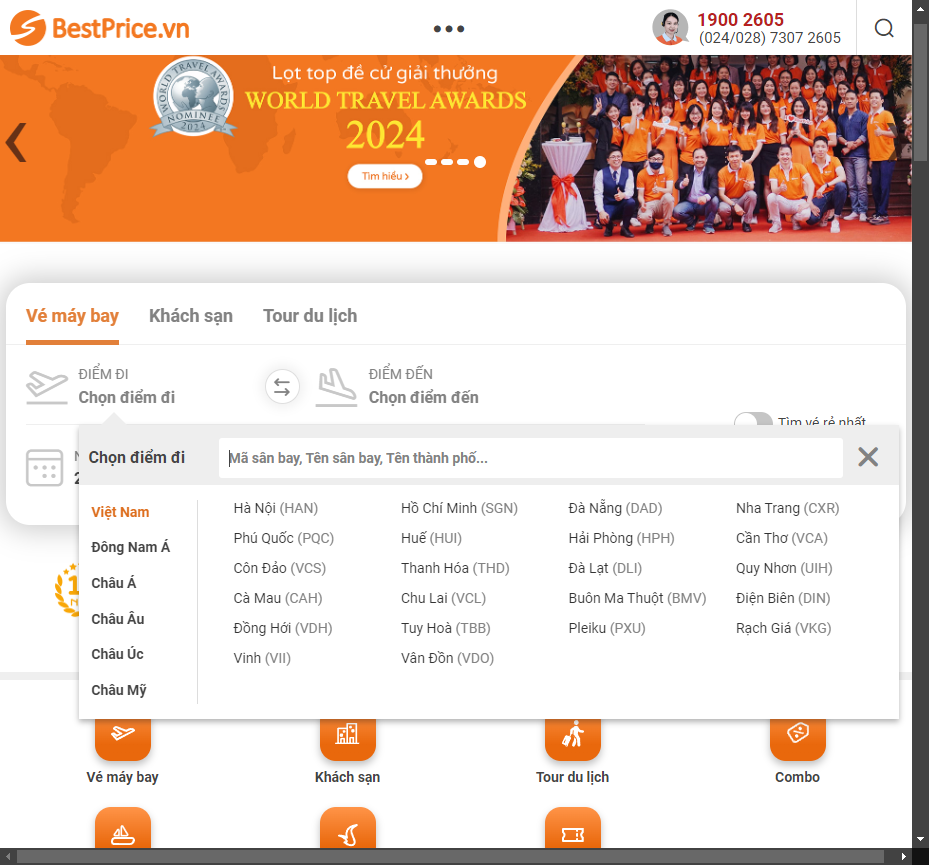 BestPrice.vn
•••
1900 2605
(024/028) 7307 2605
WORLD TRAVEL AWARDS
NOMINEE
2024
Lọt top đề cử giải thưởng
WORLD TRAVEL AWARDS
2024
Tìm hiểu ›
Vé máy bay
Khách sạn
Tour du lịch
ĐIỂM ĐI
Chọn điểm đi
ĐIỂM ĐẾN
Chọn điểm đến
Tìm vé rẻ nhất
Chọn điểm đi
Mã sân bay, Tên sân bay, Tên thành phố...
Việt Nam
Đông Nam Á
Châu Á
Châu Âu
Châu Úc
Châu Mỹ
Hà Nội (HAN)
Hồ Chí Minh (SGN)
Đà Nẵng (DAD)
Nha Trang (CXR)
Phú Quốc (PQC)
Huế (HUI)
Hải Phòng (HPH)
Cần Thơ (VCA)
Côn Đảo (VCS)
Thanh Hóa (THD)
Đà Lạt (DLI)
Quy Nhơn (UIH)
Cà Mau (CAH)
Chu Lai (VCL)
Buôn Ma Thuột (BMV)
Điện Biên (DIN)
Đồng Hới (VDH)
Tuy Hoà (TBB)
Pleiku (PXU)
Rạch Giá (VKG)
Vinh (VII)
Vân Đồn (VDO)
Vé máy bay
Khách sạn
Tour du lịch
Combo